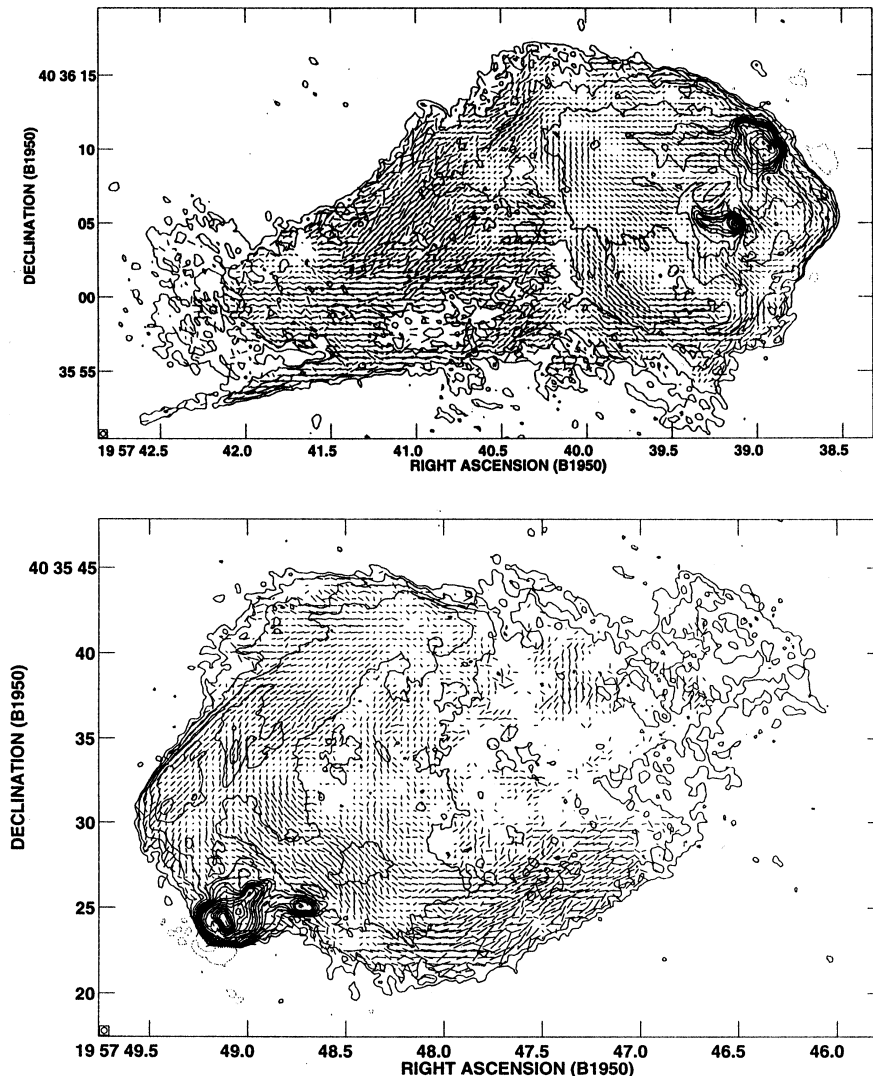 DECLINATION (B1950)
40 36 15
10
05
00
35 55
19 57 42.5 42.0 41.5 41.0 40.5 40.0 39.5 39.0 38.5
RIGHT ASCENSION (B1950)
DECLINATION (B1950)
40 35 45
40
35
30
25
20
19 57 49.5 49.0 48.5 48.0 47.5 47.0 46.5 46.0
RIGHT ASCENSION (B1950)